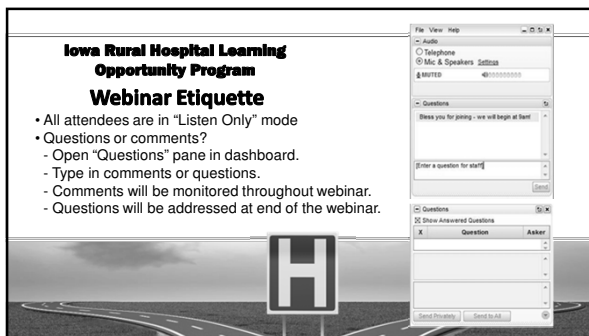 Iowa Rural Hospital Learning
Opportunity Program
Webinar Etiquette
• All attendees are in “Listen Only” mode
• Questions or comments?
- Open “Questions” pane in dashboard.
- Type in comments or questions.
- Comments will be monitored throughout webinar.
- Questions will be addressed at end of the webinar.
H
File View Help
Audio
Telephone
Mic & Speakers Settings
MUTED
Questions
Bless you for joining - we will begin at 9am!
[Enter a question for staff]
Send
Questions
Show Answered Questions
X Question Asker
Send Privately Send to All